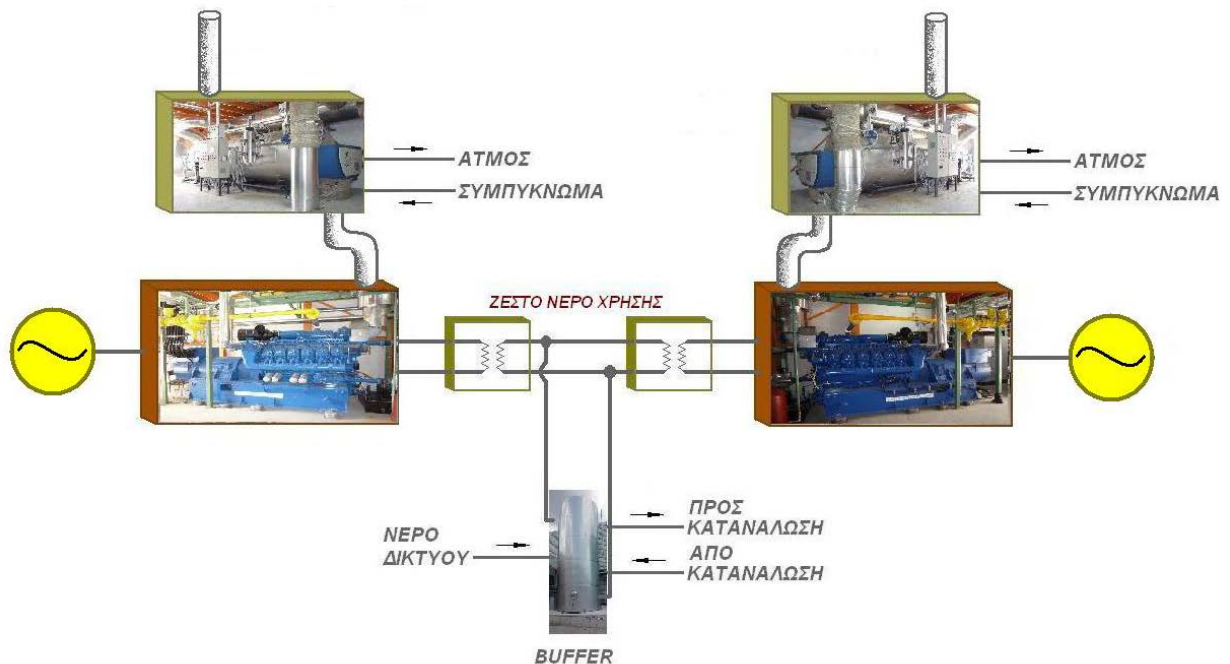 ΑΤΜΟΣ
ΣΥΜΠΥΚΝΩΜΑ
ΑΤΜΟΣ
ΣΥΜΠΥΚΝΩΜΑ
ΖΕΣΤΟ ΝΕΡΟ ΧΡΗΣΗΣ
ΝΕΡΟ
ΔΙΚΤΥΟΥ
ΠΡΟΣ
ΚΑΤΑΝΑΛΩΣΗ
ΑΠΟ
ΚΑΤΑΝΑΛΩΣΗ
BUFFER